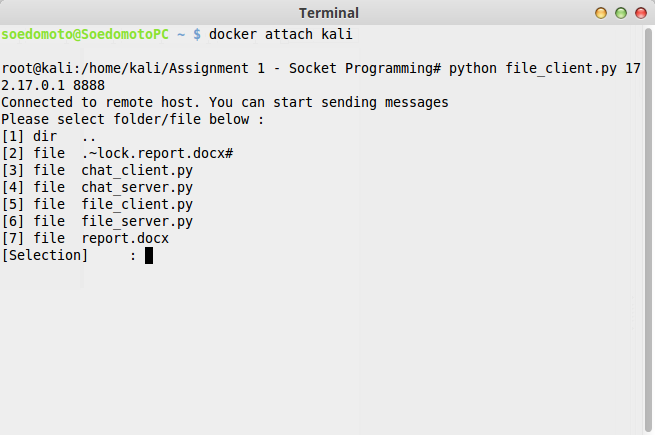 Terminal
soedomoto@SoedomotoPC ~ $ docker attach kali
root@kali:/home/kali/Assignment 1 - Socket Programming# python file_client.py 17
2.17.0.1 8888
Connected to remote host. You can start sending messages
Please select folder/file below :
[1] dir   ..
[2] file  .~lock.report.docx#
[3] file  chat_client.py
[4] file  chat_server.py
[5] file  file_client.py
[6] file  file_server.py
[7] file  report.docx
[Selection]     :